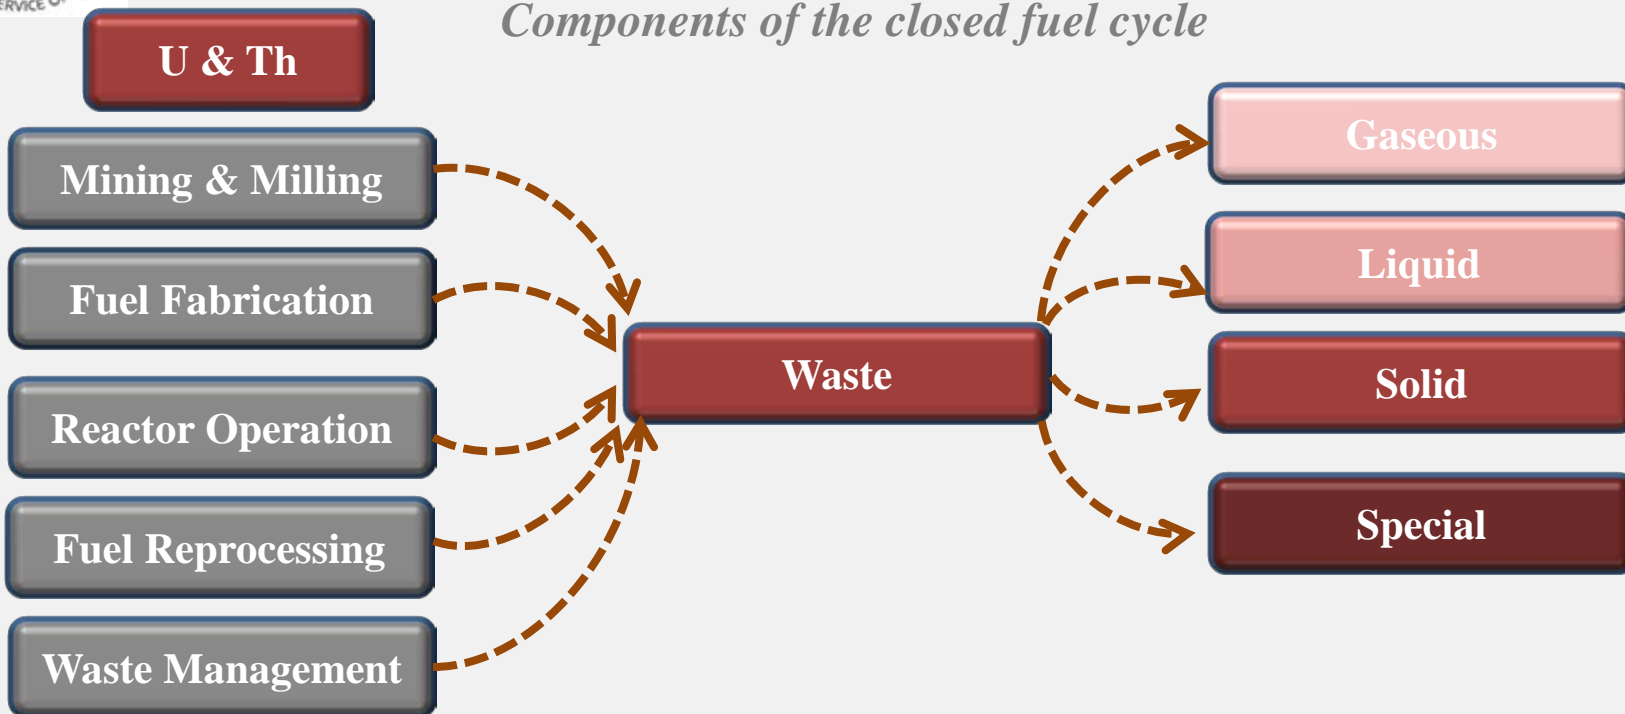 ERVICE O
Components of the closed fuel cycle
U & Th
Mining & Milling
Fuel Fabrication
Reactor Operation
Fuel Reprocessing
Waste Management
Waste
Gaseous
Liquid
Solid
Special